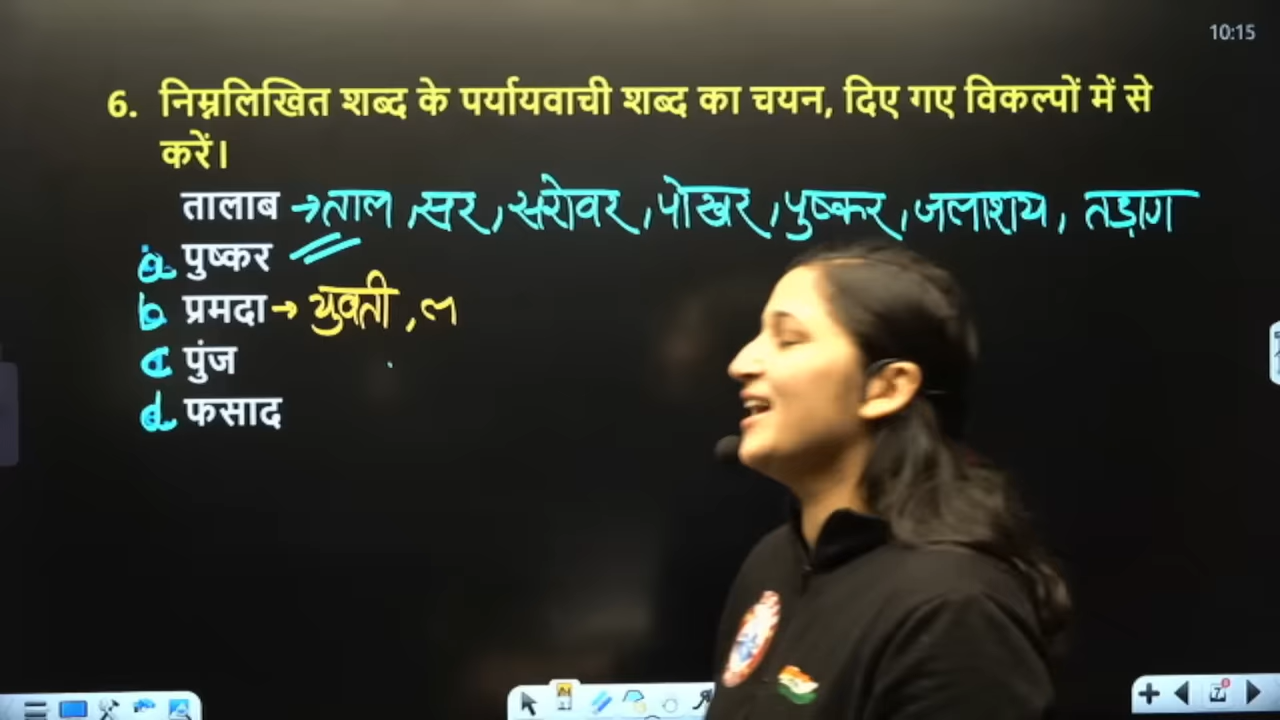 10:15
6. निम्नलिखित शब्द के पर्यायवाची शब्द का चयन, दिए गए विकल्पों में से
करें।
तालाब → ताल, सर, सरोवर, पोखर, पुष्कर, जलाशय, तड़ाग
a पुष्कर
b प्रमदा → युवती,
c पुंज
d फसाद